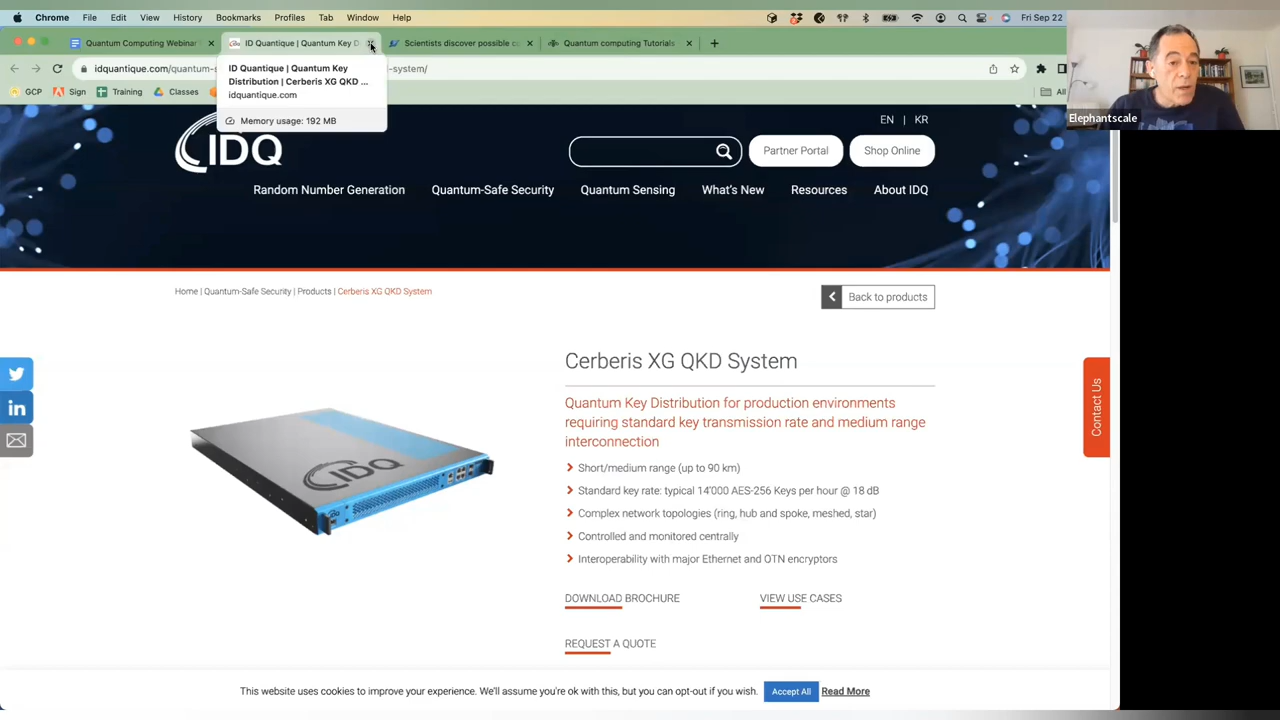 Chrome File Edit View History Bookmarks Profiles Tab Window Help Fri Sep 22
Quantum Computing Webinar
ID Quantique | Quantum Key D
Scientists discover possible c
Quantum computing Tutorials
idquantique.com/quantum-s
-system/
ID Quantique | Quantum Key
Distribution | Cerberis XG QKD ...
idquantique.com
Memory usage: 192 MB
GCP Sign Training Classes All
Elephantscale
EN | KR
IDQ
Partner Portal Shop Online
Random Number Generation Quantum-Safe Security Quantum Sensing What's New Resources About IDQ
Home | Quantum-Safe Security | Products | Cerberis XG QKD System
Back to products
Cerberis XG QKD System
Quantum Key Distribution for production environments
requiring standard key transmission rate and medium range
interconnection
Short/medium range (up to 90 km)
Standard key rate: typical 14'000 AES-256 Keys per hour @ 18 dB
Complex network topologies (ring, hub and spoke, meshed, star)
Controlled and monitored centrally
Interoperability with major Ethernet and OTN encryptors
IDQ
Contact Us
DOWNLOAD BROCHURE VIEW USE CASES
REQUEST A QUOTE
This website uses cookies to improve your experience. We'll assume you're ok with this, but you can opt-out if you wish. Accept All Read More